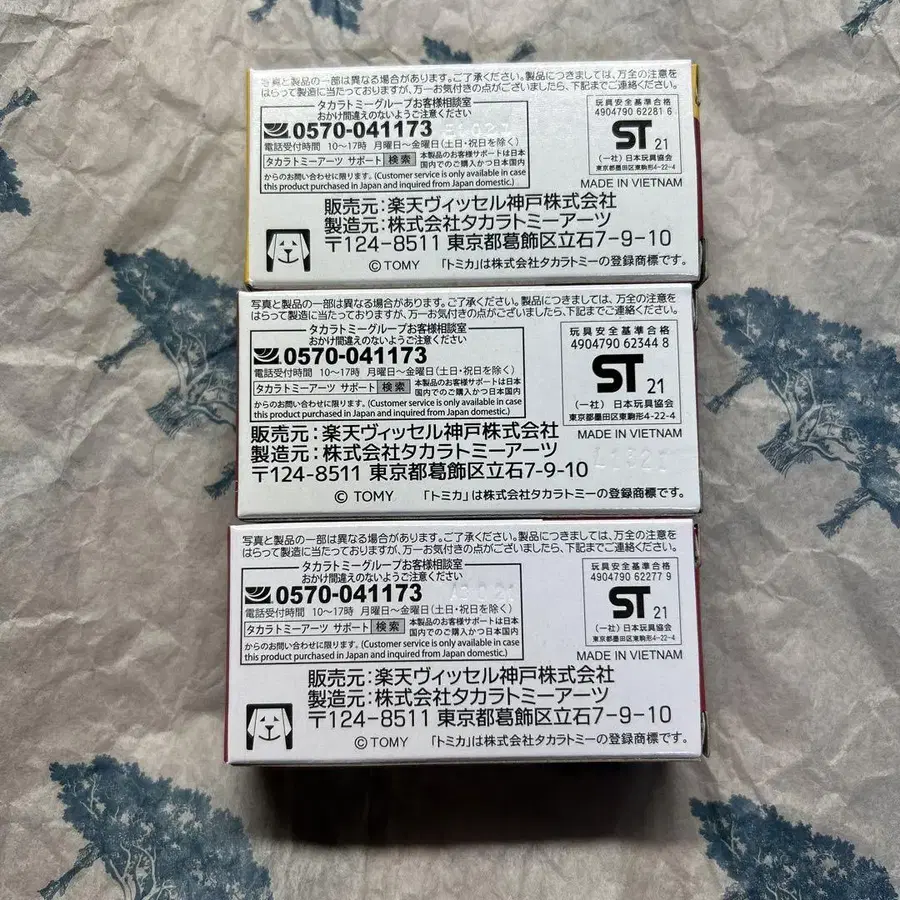 写真と製品の一部は異なる場合があります。ご了承ください。製品につきましては、万全の注意を
はらって製造に当たっておりますが、万一お気付きの点がございましたら、下記までご連絡ください。
タカラトミーグループお客様相談室
おかけ間違えのないようご注意ください
0570-041173
電話受付時間 10〜17時 月曜日〜金曜日(土日・祝日を除く)
タカラトミーアーツ サポート 検索 本製品のお客様サポートは日本
国内でのご購入かつ日本国内
からのお問い合わせに限ります。(Customer service is only available in case
this product purchased in Japan and inquired from Japan domestic.)
玩具安全基準合格
4904790 62281 6
ST 21
(一社)日本玩具協会
東京都墨田区東駒形4-22-4
MADE IN VIETNAM
販売元:楽天ヴィッセル神戸株式会社
製造元:株式会社タカラトミーアーツ
〒124-8511 東京都葛飾区立石7-9-10
© TOMY 「トミカ」は株式会社タカラトミーの登録商標です。
写真と製品の一部は異なる場合があります。ご了承ください。製品につきましては、万全の注意を
はらって製造に当たっておりますが、万一お気付きの点がございましたら、下記までご連絡ください。
タカラトミーグループお客様相談室
おかけ間違えのないようご注意ください
0570-041173
電話受付時間 10〜17時 月曜日〜金曜日(土日・祝日を除く)
タカラトミーアーツ サポート 検索 本製品のお客様サポートは日本
国内でのご購入かつ日本国内
からのお問い合わせに限ります。(Customer service is only available in case
this product purchased in Japan and inquired from Japan domestic.)
玩具安全基準合格
4904790 62344 8
ST 21
(一社)日本玩具協会
東京都墨田区東駒形4-22-4
MADE IN VIETNAM
販売元:楽天ヴィッセル神戸株式会社
製造元:株式会社タカラトミーアーツ
〒124-8511 東京都葛飾区立石7-9-10
© TOMY 「トミカ」は株式会社タカラトミーの登録商標です。
写真と製品の一部は異なる場合があります。ご了承ください。製品につきましては、万全の注意を
はらって製造に当たっておりますが、万一お気付きの点がございましたら、下記までご連絡ください。
タカラトミーグループお客様相談室
おかけ間違えのないようご注意ください
0570-041173
電話受付時間 10〜17時 月曜日〜金曜日(土日・祝日を除く)
タカラトミーアーツ サポート 検索 本製品のお客様サポートは日本
国内でのご購入かつ日本国内
からのお問い合わせに限ります。(Customer service is only available in case
this product purchased in Japan and inquired from Japan domestic.)
玩具安全基準合格
4904790 62277 9
ST 21
(一社)日本玩具協会
東京都墨田区東駒形4-22-4
MADE IN VIETNAM
販売元:楽天ヴィッセル神戸株式会社
製造元:株式会社タカラトミーアーツ
〒124-8511 東京都葛飾区立石7-9-10
© TOMY 「トミカ」は株式会社タカラトミーの登録商標です。